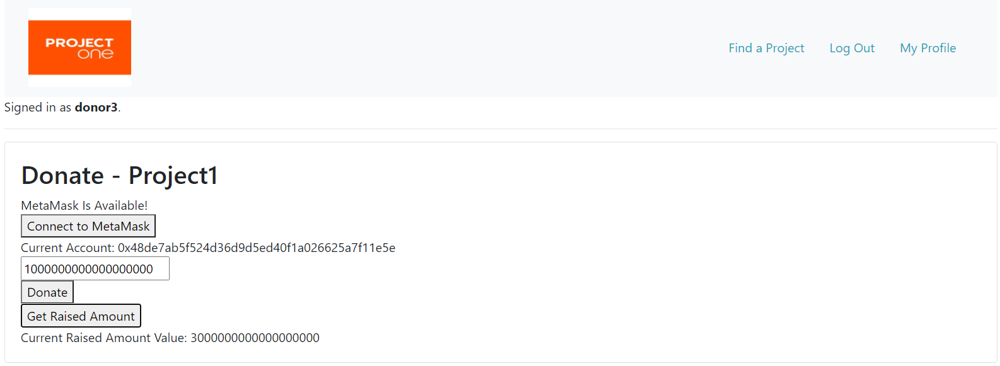 PROJECT
one
Find a Project
Log Out
My Profile
Signed in as donor3.
Donate - Project1
MetaMask Is Available!
Connect to MetaMask
Current Account: 0x48de7ab5f524d36d9d5ed40f1a026625a7f11e5e
1000000000000000000
Donate
Get Raised Amount
Current Raised Amount Value: 3000000000000000000